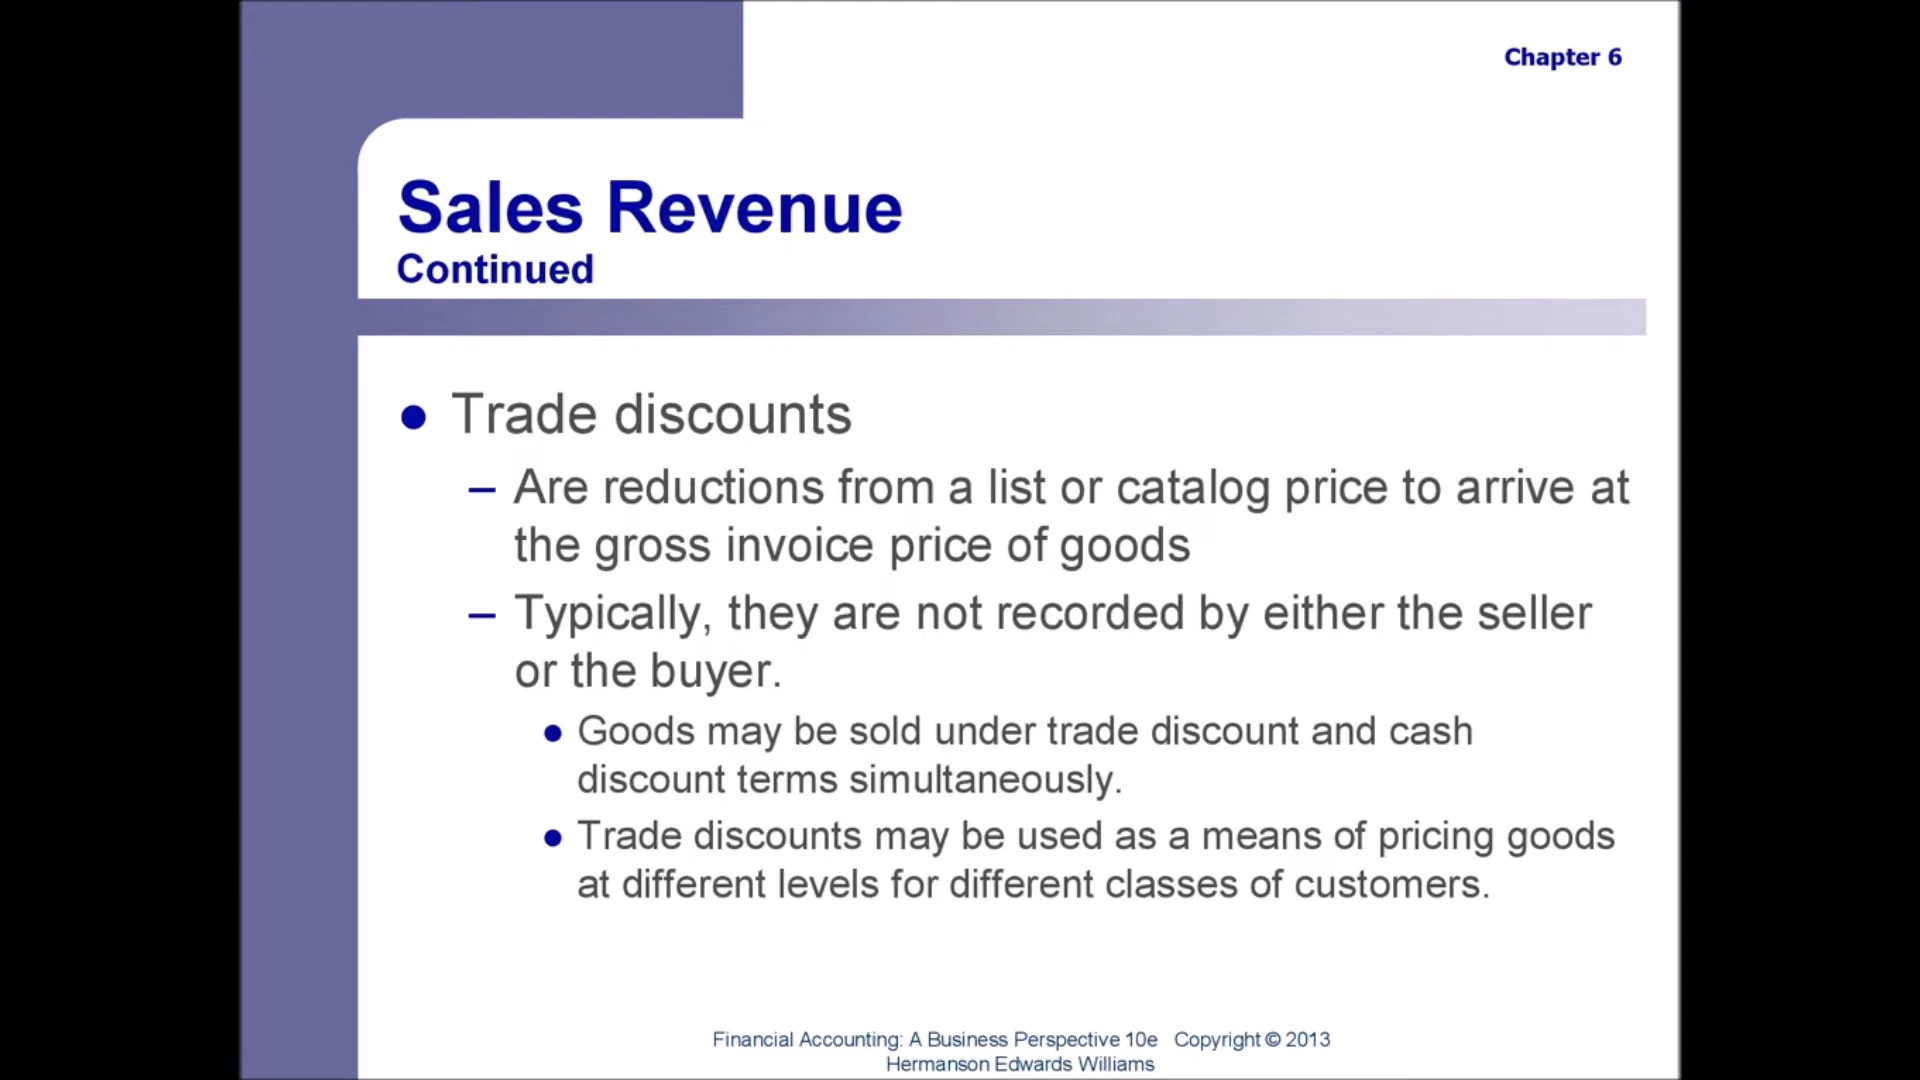 Chapter 6
Sales Revenue
Continued
● Trade discounts
– Are reductions from a list or catalog price to arrive at
the gross invoice price of goods
– Typically, they are not recorded by either the seller
or the buyer.
● Goods may be sold under trade discount and cash
discount terms simultaneously.
● Trade discounts may be used as a means of pricing goods
at different levels for different classes of customers.
Financial Accounting: A Business Perspective 10e Copyright © 2013
Hermanson Edwards Williams